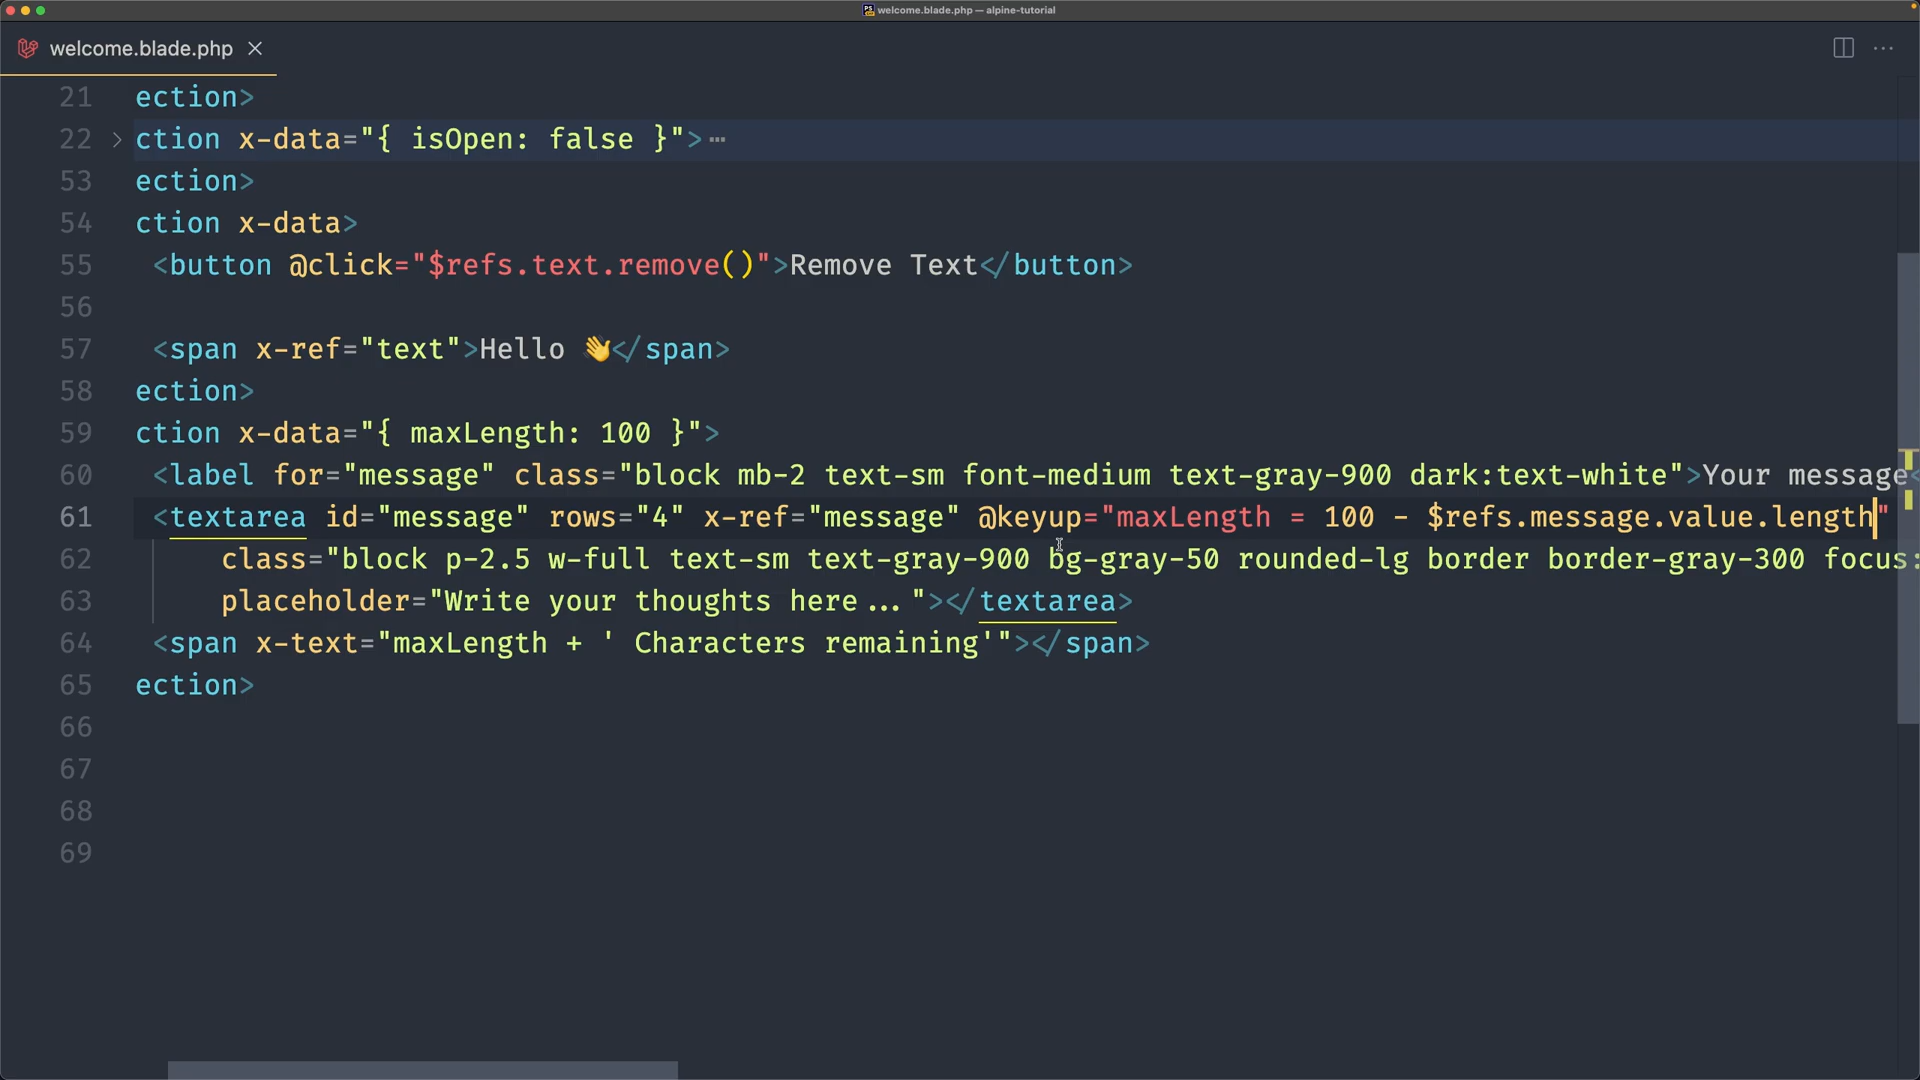 welcome.blade.php — alpine-tutorial
welcome.blade.php
21 ection>
22 ction x-data="{ isOpen: false }"> ⋯
53 ection>
54 ction x-data>
55 <button @click="$refs.text.remove()">Remove Text</button>
56
57 <span x-ref="text">Hello 👋</span>
58 ection>
59 ction x-data="{ maxLength: 100 }">
60 <label for="message" class="block mb-2 text-sm font-medium text-gray-900 dark:text-white">Your message<
61 <textarea id="message" rows="4" x-ref="message" @keyup="maxLength = 100 - $refs.message.value.length"
62 class="block p-2.5 w-full text-sm text-gray-900 bg-gray-50 rounded-lg border border-gray-300 focus:
63 placeholder="Write your thoughts here..."></textarea>
64 <span x-text="maxLength + ' Characters remaining'"></span>
65 ection>
66
67
68
69